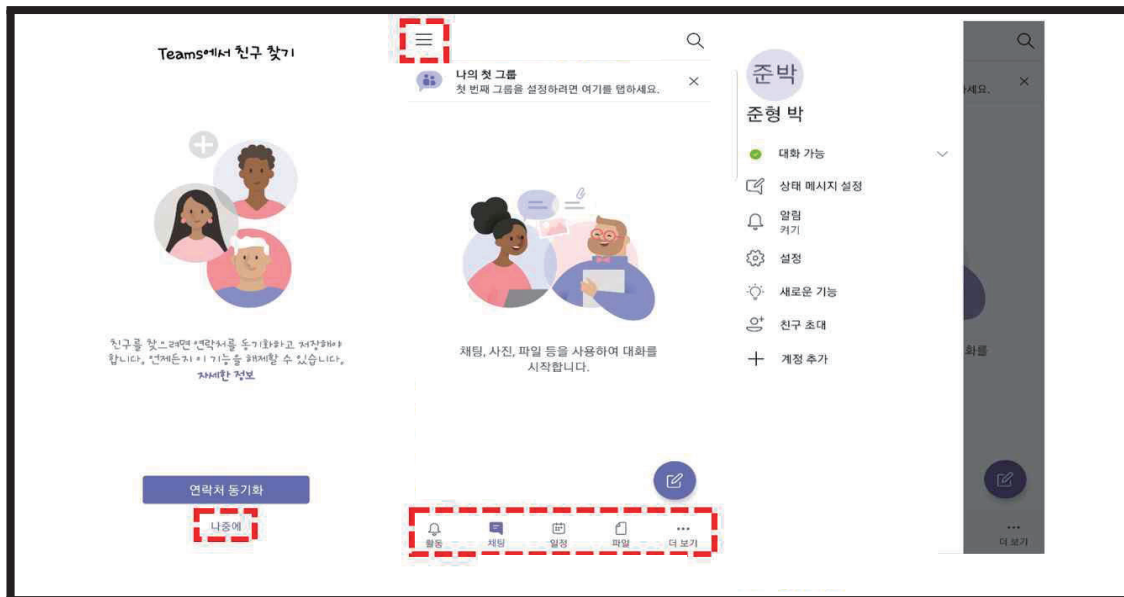 Teams에서 친구 찾기
친구를 찾으려면 연락처를 동기화하고 저장해야
합니다. 언제든지 이 기능을 해제할 수 있습니다.
자세한 정보
연락처 동기화
나중에
나의 첫 그룹
첫 번째 그룹을 설정하려면 여기를 탭하세요.
채팅, 사진, 파일 등을 사용하여 대화를
시작합니다.
활동
채팅
일정
파일
더 보기
준박
준형 박
대화 가능
상태 메시지 설정
알림
켜기
설정
새로운 기능
친구 초대
계정 추가
하세요.
화를
더 보기